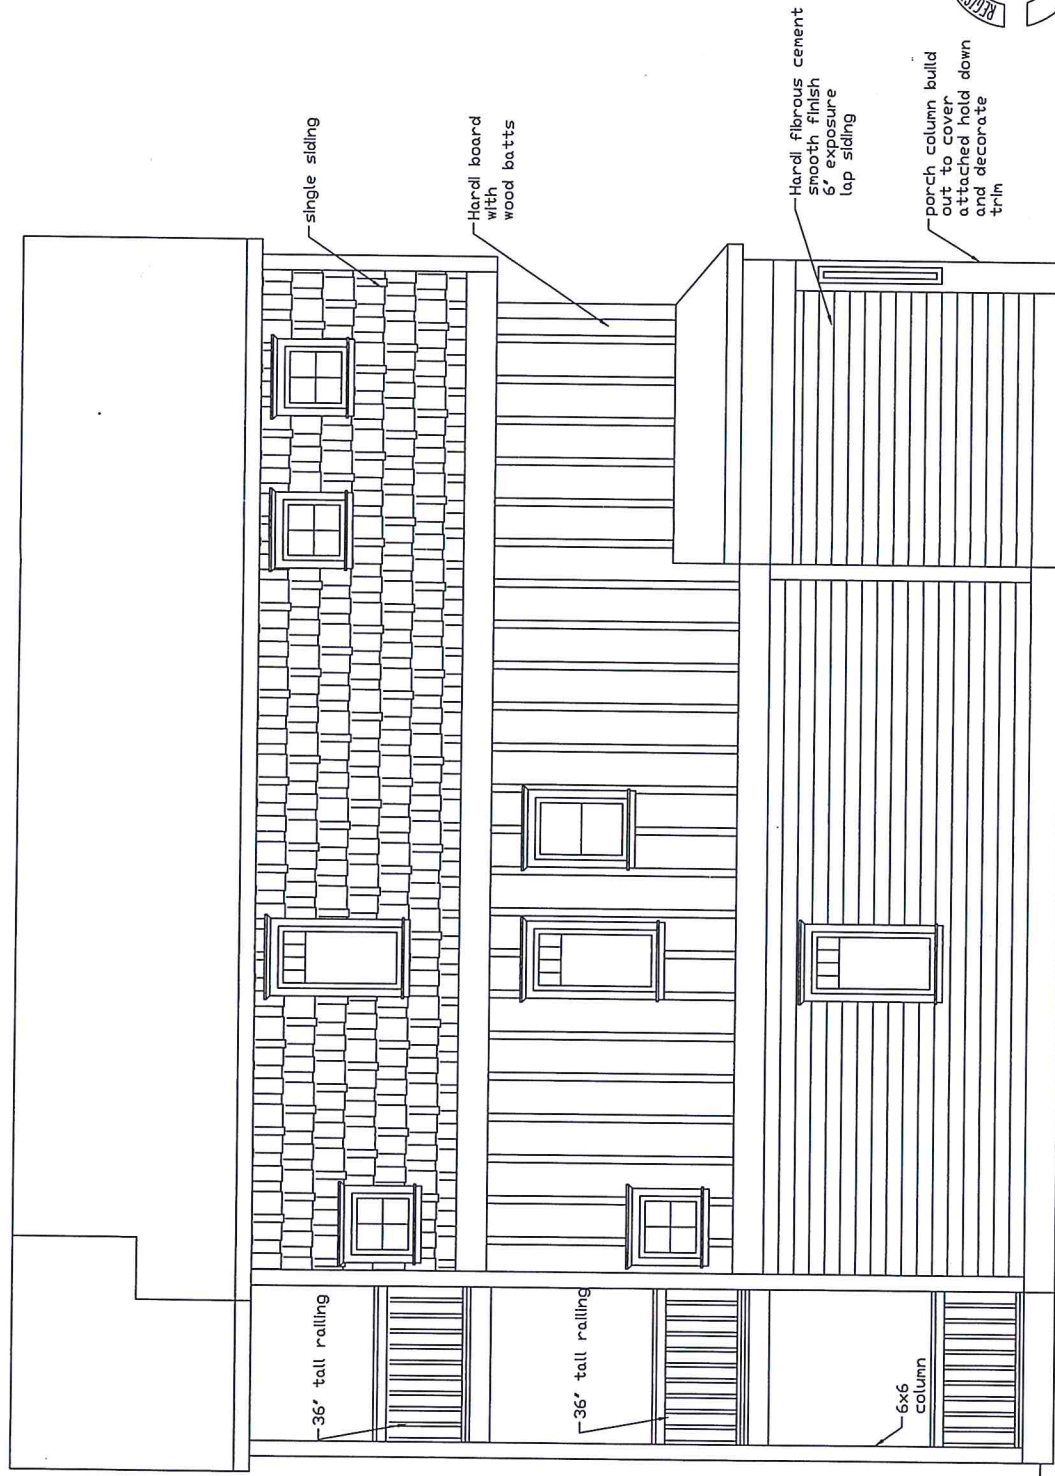 single siding
Hardi board
with
wood batts
Hardi fibrous cement
smooth finish
6" exposure
lap siding
porch column build
out to cover
attached hold down
and decorate
trim
36" tall railing
36" tall railing
6x6
column